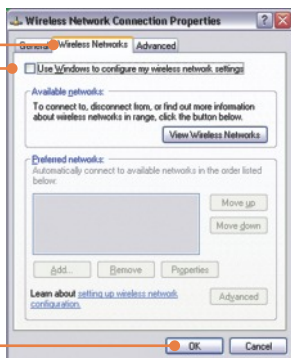 Wireless Network Connection Properties
General Wireless Networks Advanced
Use Windows to configure my wireless network settings
Available networks:
To connect to, disconnect from, or find out more information
about wireless networks in range, click the button below.
View Wireless Networks
Preferred networks:
Automatically connect to available networks in the order listed
below:
Move up
Move down
Add... Remove Properties
Learn about setting up wireless network
configuration.
Advanced
OK Cancel